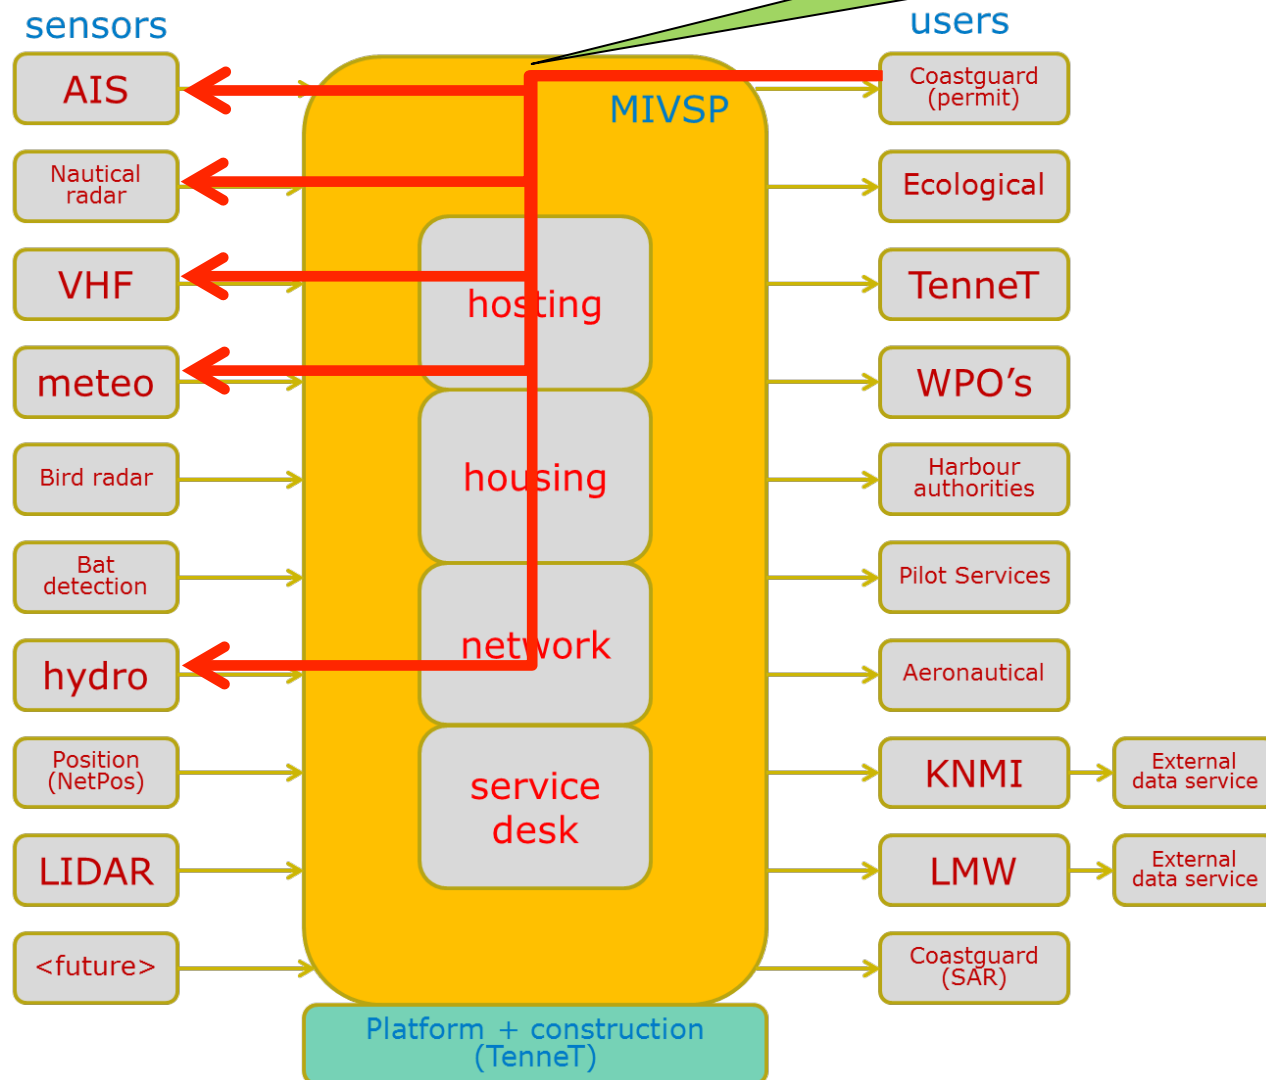 sensors
users
AIS
Nautical
radar
VHF
meteo
Bird radar
Bat
detection
hydro
Position
(NetPos)
LIDAR
<future>
MIVSP
hosting
housing
network
service
desk
Platform + construction
(TenneT)
Coastguard
(permit)
Ecological
TenneT
WPO’s
Harbour
authorities
Pilot Services
Aeronautical
KNMI
External
data service
LMW
External
data service
Coastguard
(SAR)